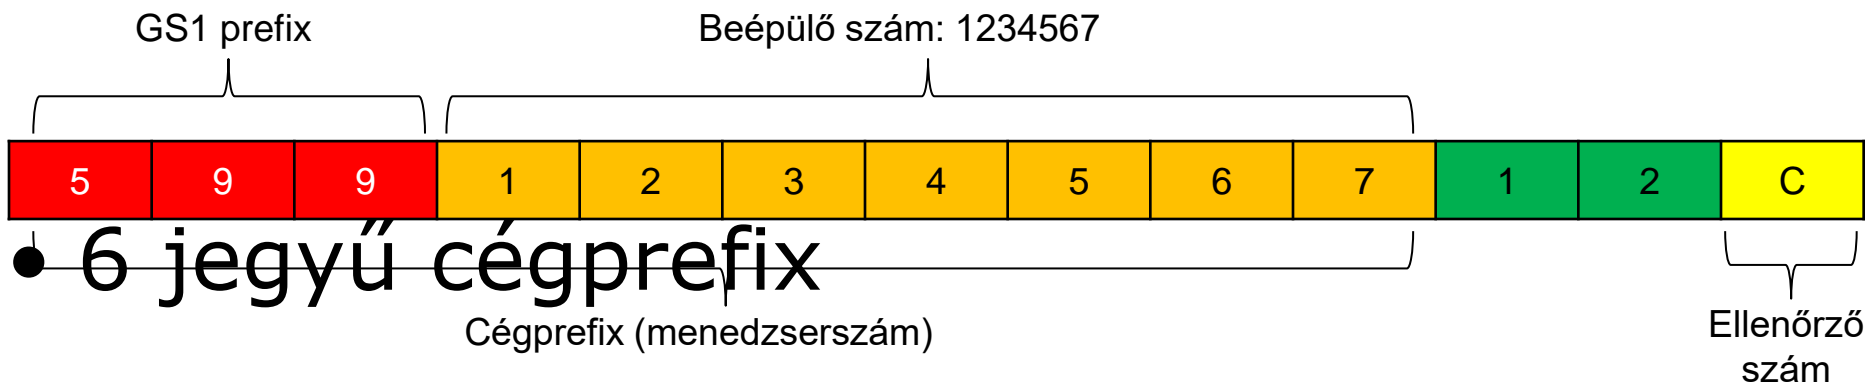 GS1 prefix
Beépülő szám: 1234567
5 9 9 1 2 3 4 5 6 7 1 2 C
• 6 jegyű cégprefix
Cégprefix (menedzserszám)
Ellenőrző
szám